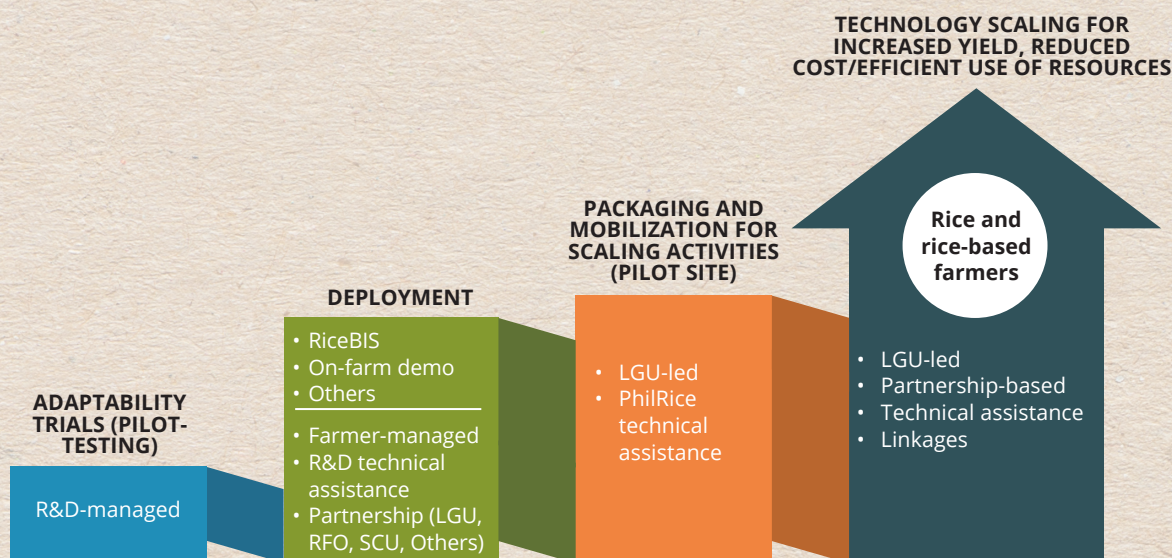 ADAPTABILITY
TRIALS (PILOT-
TESTING)
R&D-managed
DEPLOYMENT
• RiceBIS
• On-farm demo
• Others
• Farmer-managed
• R&D technical
assistance
• Partnership (LGU,
RFO, SCU, Others)
PACKAGING AND
MOBILIZATION FOR
SCALING ACTIVITIES
(PILOT SITE)
• LGU-led
• PhilRice
technical
assistance
TECHNOLOGY SCALING FOR
INCREASED YIELD, REDUCED
COST/EFFICIENT USE OF RESOURCES
Rice and
rice-based
farmers
• LGU-led
• Partnership-based
• Technical assistance
• Linkages